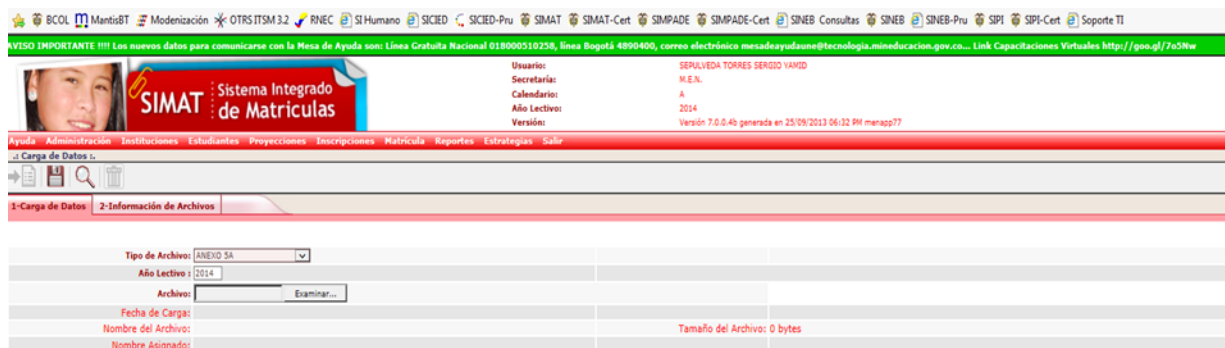 BCOL MantisBT Modenización OTRS ITSM 3.2 RNEC SI Humano SICIED SICIED-Pru SIMAT SIMAT-Cert SIMPADE SIMPADE-Cert SINEB Consultas SINEB SINEB-Pru SIPI SIPI-Cert Soporte TI
AVISO IMPORTANTE !!!! Los nuevos datos para comunicarse con la Mesa de Ayuda son: Línea Gratuita Nacional 018000510258, línea Bogotá 4890400, correo electrónico mesadeayudaune@tecnologia.mineducacion.gov.co... Link Capacitaciones Virtuales http://goo.gl/7o5Nw
SIMAT Sistema Integrado de Matriculas
Usuario: SEPULVEDA TORRES SERGIO YAMID
Secretaría: M.E.N.
Calendario: A
Año Lectivo: 2014
Versión: Versión 7.0.0.4b generada en 25/09/2013 06:32 PM menapp77
Ayuda Administración Instituciones Estudiantes Proyecciones Inscripciones Matrícula Reportes Estrategias Salir
.: Carga de Datos :.
1-Carga de Datos 2-Información de Archivos
Tipo de Archivo: ANEXO 5A
Año Lectivo : 2014
Archivo: Examinar...
Fecha de Carga:
Nombre del Archivo: Tamaño del Archivo: 0 bytes
Nombre Asignado: